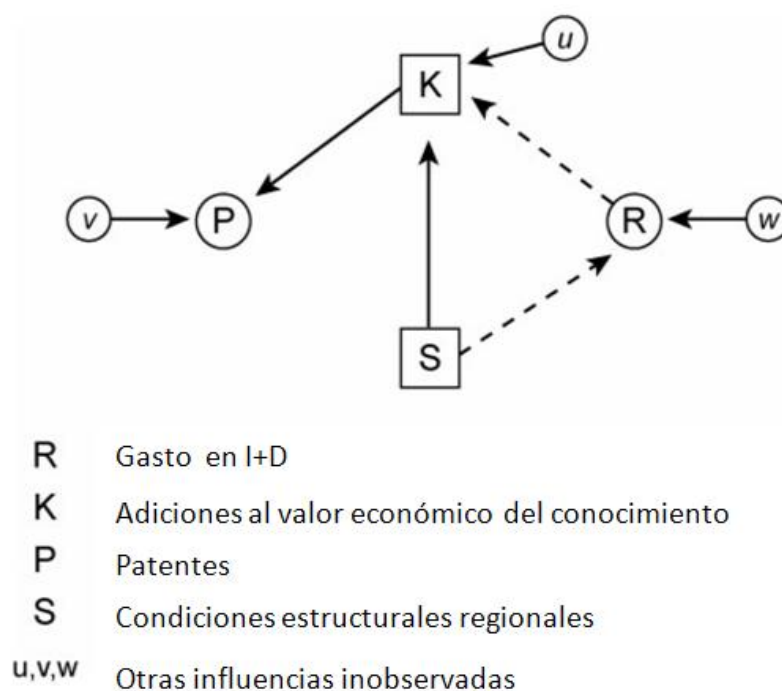 u
K
v
P
R
w
S
R Gasto en I+D
K Adiciones al valor económico del conocimiento
P Patentes
S Condiciones estructurales regionales
u,v,w Otras influencias inobservadas